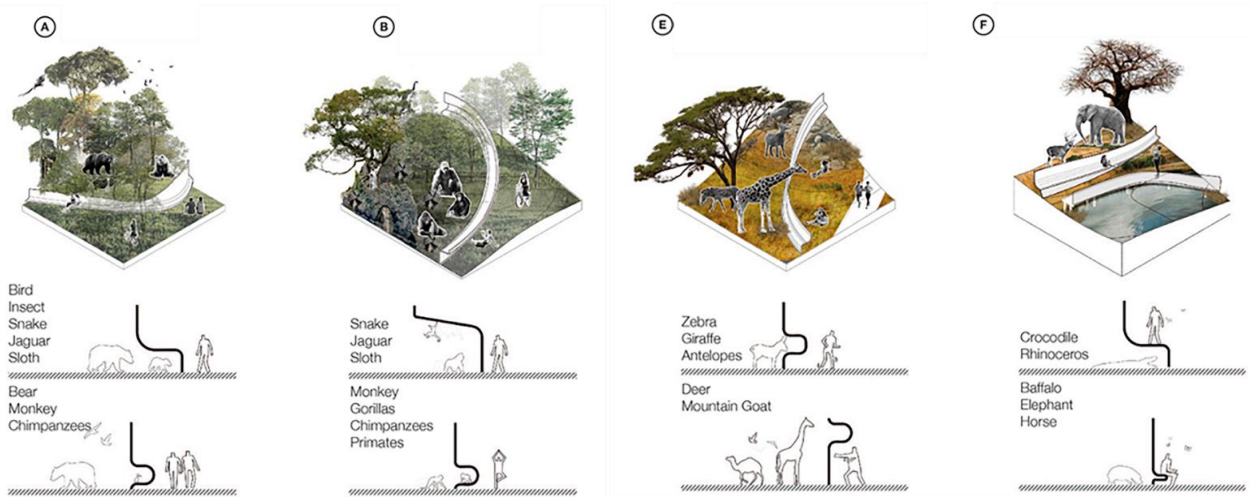 A
B
E
F
Bird
Insect
Snake
Jaguar
Sloth
Bear
Monkey
Chimpanzees
Snake
Jaguar
Sloth
Monkey
Gorillas
Chimpanzees
Primates
Zebra
Giraffe
Antelopes
Deer
Mountain Goat
Crocodile
Rhinoceros
Baffalo
Elephant
Horse